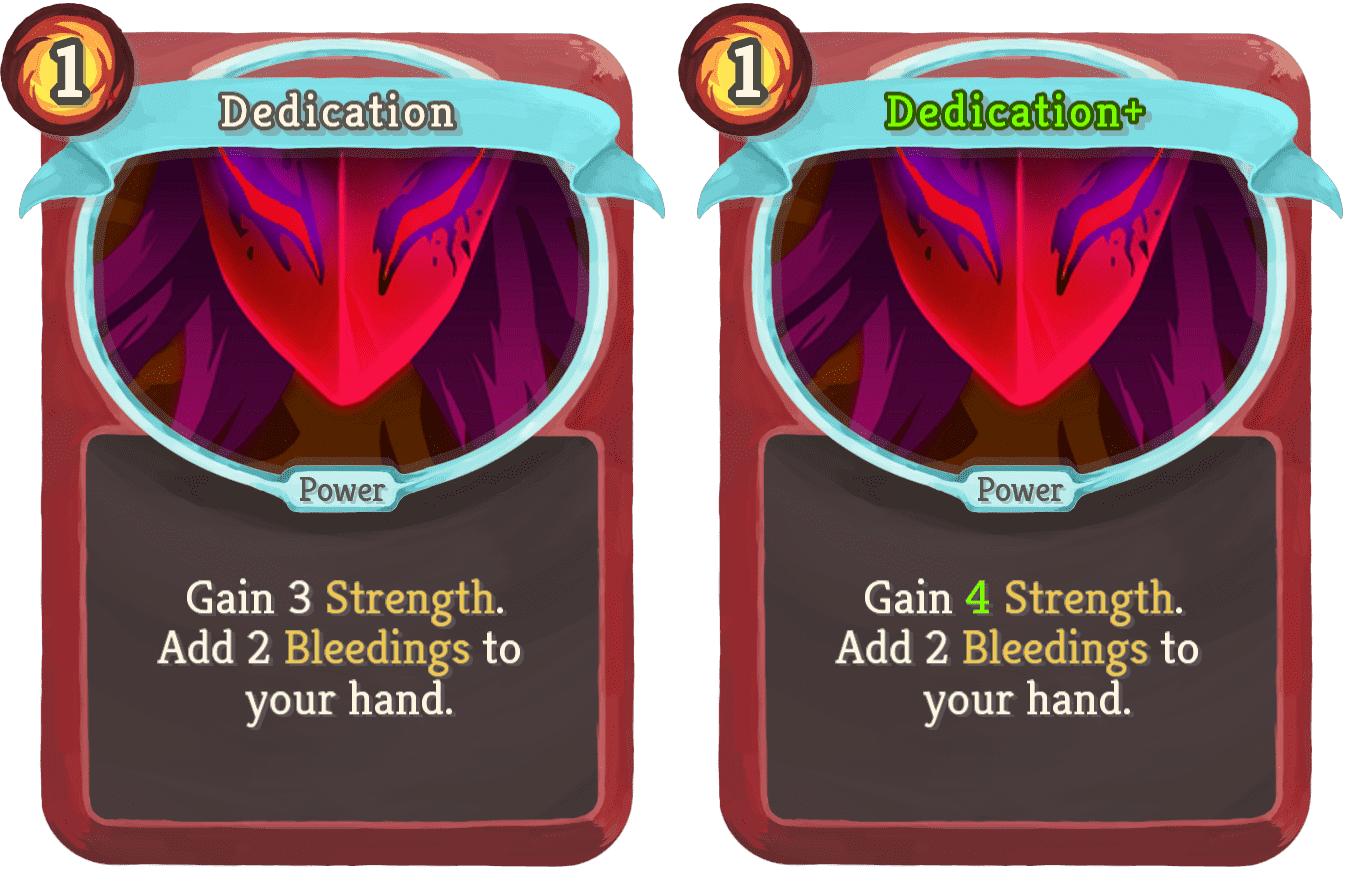 1
Dedication
Power
Gain 3 Strength.
Add 2 Bleedings to
your hand.
1
Dedication+
Power
Gain 4 Strength.
Add 2 Bleedings to
your hand.